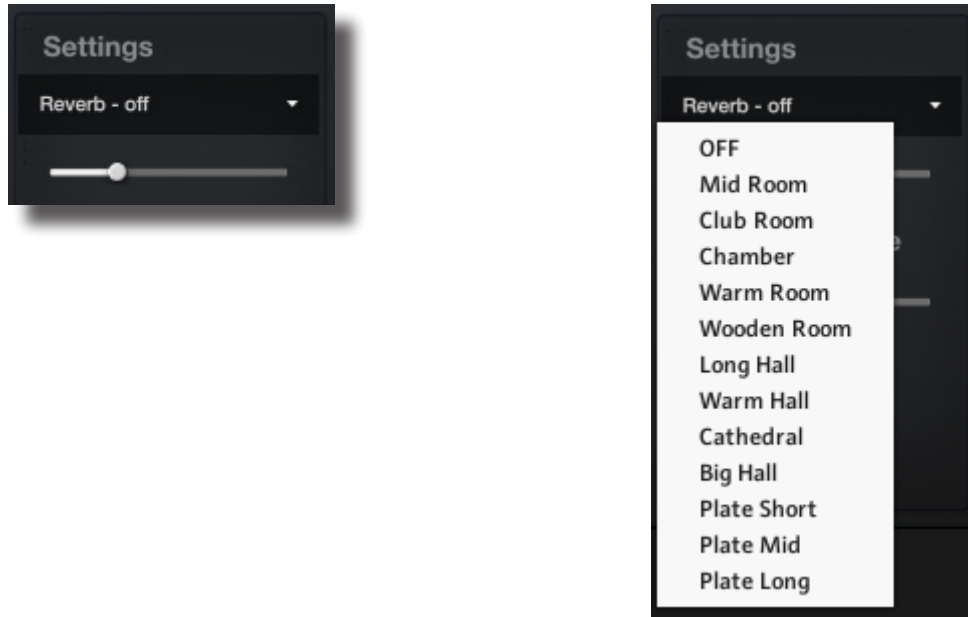 Settings
Reverb - off
Settings
Reverb - off
OFF
Mid Room
Club Room
Chamber
Warm Room
Wooden Room
Long Hall
Warm Hall
Cathedral
Big Hall
Plate Short
Plate Mid
Plate Long